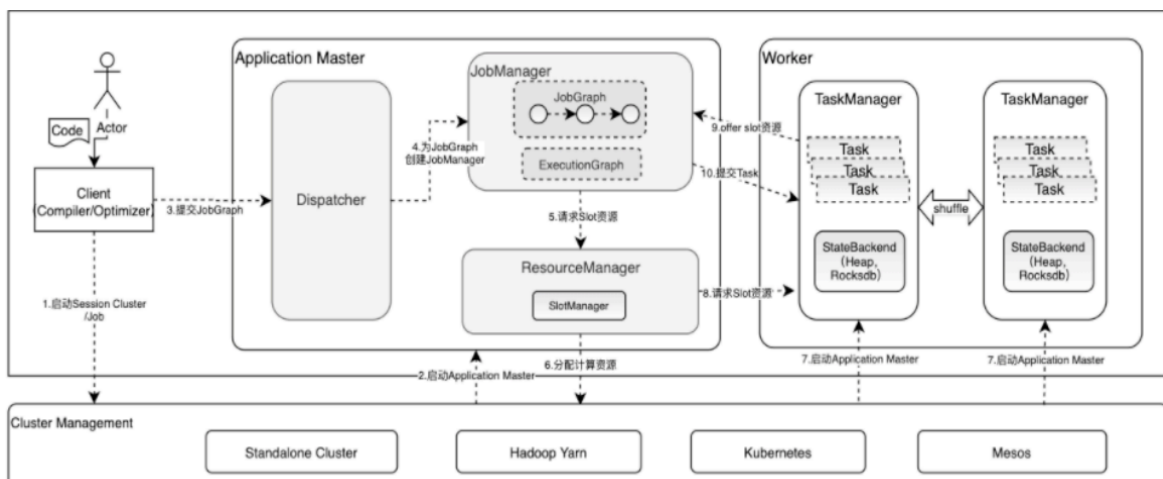 Application Master
Worker
JobManager
JobGraph
TaskManager
TaskManager
Code
Actor
9.offer slot资源
4.为JobGraph
创建JobManager
ExecutionGraph
Task
Task
Task
Task
Task
Task
10.提交Task
Client
(Compiler/Optimizer)
3.提交JobGraph
Dispatcher
shuffle
5.请求Slot资源
StateBackend
(Heap,
Rocksdb)
StateBackend
(Heap,
Rocksdb)
ResourceManager
SlotManager
8.请求Slot资源
1.启动Session Cluster
/Job
6.分配计算资源
7.启动Application Master
7.启动Application Master
2.启动Application Master
Cluster Management
Standalone Cluster
Hadoop Yarn
Kubernetes
Mesos